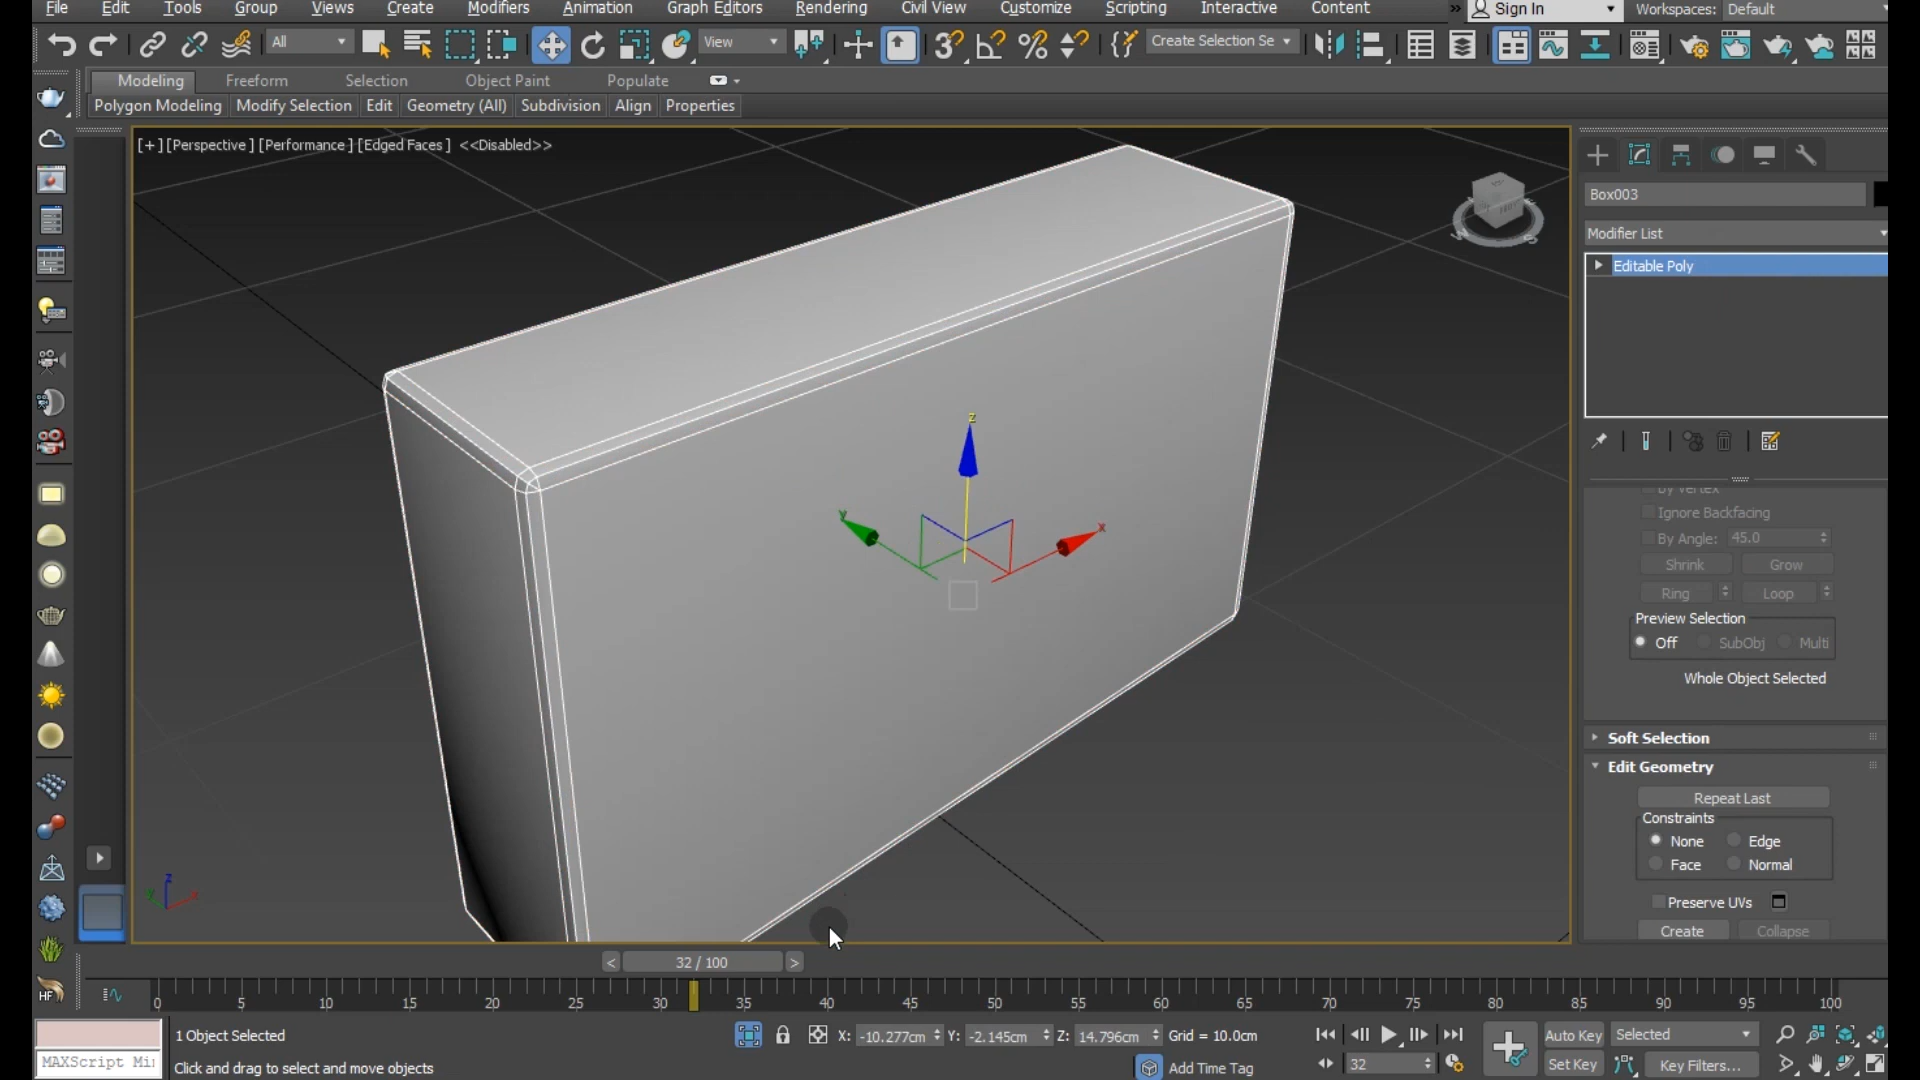 File Edit Tools Group Views Create Modifiers Animation Graph Editors Rendering Civil View Customize Scripting Interactive Content » Sign In Workspaces: Default
All View Create Selection Se
Modeling Freeform Selection Object Paint Populate
Polygon Modeling Modify Selection Edit Geometry (All) Subdivision Align Properties
[+] [Perspective ] [Performance ] [Edged Faces ] <<Disabled>>
Box003
Modifier List
Editable Poly
z
y
x
By Vertex
Ignore Backfacing
By Angle: 45.0
Shrink Grow
Ring Loop
Preview Selection
Off SubObj Multi
Whole Object Selected
Soft Selection
Edit Geometry
Repeat Last
Constraints
None Edge
Face Normal
Preserve UVs
Create Collapse
z
y x
< 32 / 100 >
HF
0 5 10 15 20 25 30 35 40 45 50 55 60 65 70 75 80 85 90 95 100
1 Object Selected X: -10.277cm Y: -2.145cm Z: 14.796cm Grid = 10.0cm Auto Key Selected
MAXScript Mi Click and drag to select and move objects Add Time Tag 32 Set Key Key Filters...